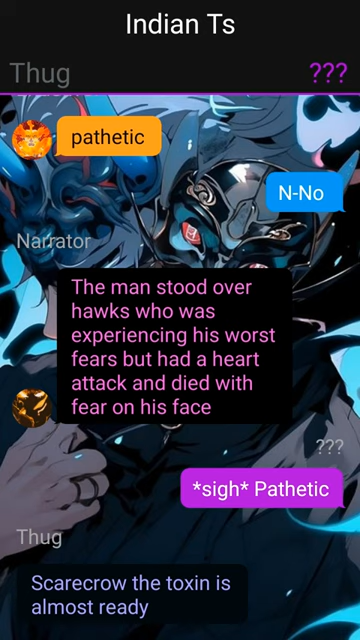 Indian Ts
Thug ???
pathetic
N-No
Narrator
The man stood over
hawks who was
experiencing his worst
fears but had a heart
attack and died with
fear on his face
???
*sigh* Pathetic
Thug
Scarecrow the toxin is
almost ready